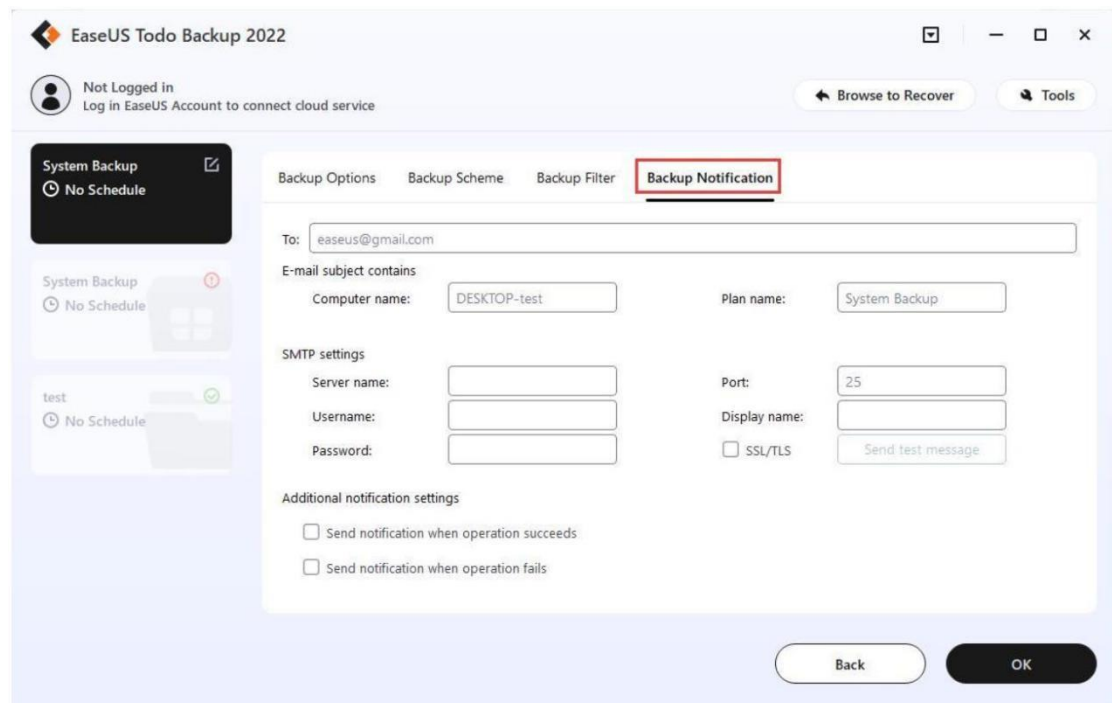 EaseUS Todo Backup 2022
Not Logged in
Log in EaseUS Account to connect cloud service
Browse to Recover
Tools
System Backup
No Schedule
System Backup
No Schedule
test
No Schedule
Backup Options Backup Scheme Backup Filter Backup Notification
To: easeus@gmail.com
E-mail subject contains
Computer name: DESKTOP-test Plan name: System Backup
SMTP settings
Server name: Port: 25
Username: Display name:
Password: SSL/TLS Send test message
Additional notification settings
Send notification when operation succeeds
Send notification when operation fails
Back OK